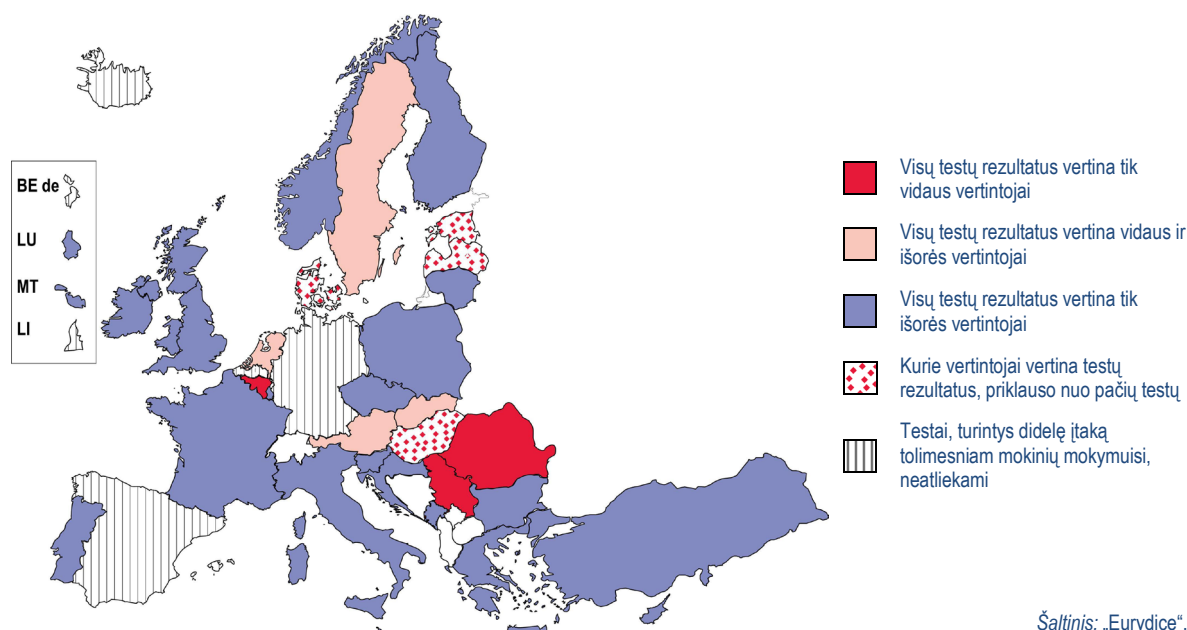 BE de
LU
MT
LI
Visų testų rezultatus vertina tik
vidaus vertintojai
Visų testų rezultatus vertina vidaus ir
išorės vertintojai
Visų testų rezultatus vertina tik
išorės vertintojai
Kurie vertintojai vertina testų
rezultatus, priklauso nuo pačių testų
Testai, turintys didelę įtaką
tolimesniam mokinių mokymuisi,
neatliekami
Šaltinis: „Eurydice“.